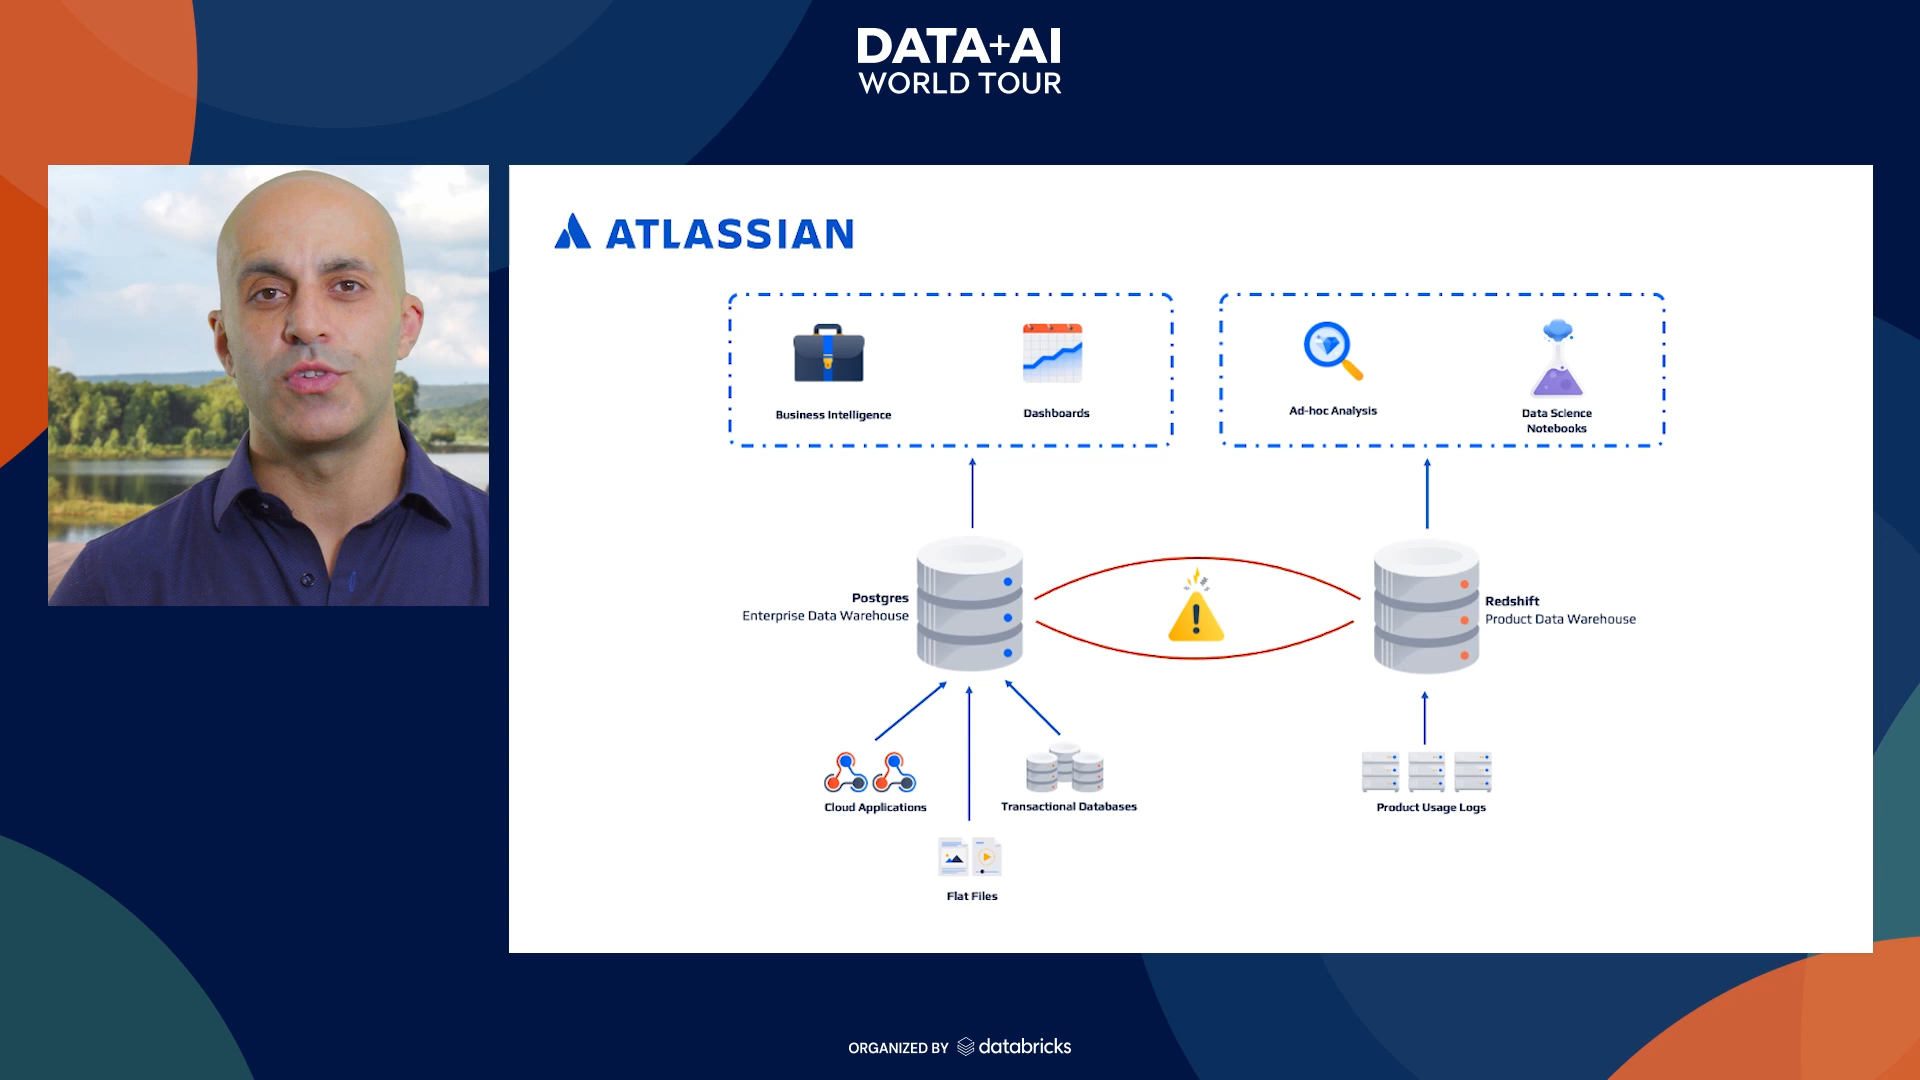 DATA+AI
WORLD TOUR
ATLASSIAN
Business Intelligence
Dashboards
Ad-hoc Analysis
Data Science
Notebooks
Postgres
Enterprise Data Warehouse
Redshift
Product Data Warehouse
Cloud Applications
Transactional Databases
Product Usage Logs
Flat Files
ORGANIZED BY databricks